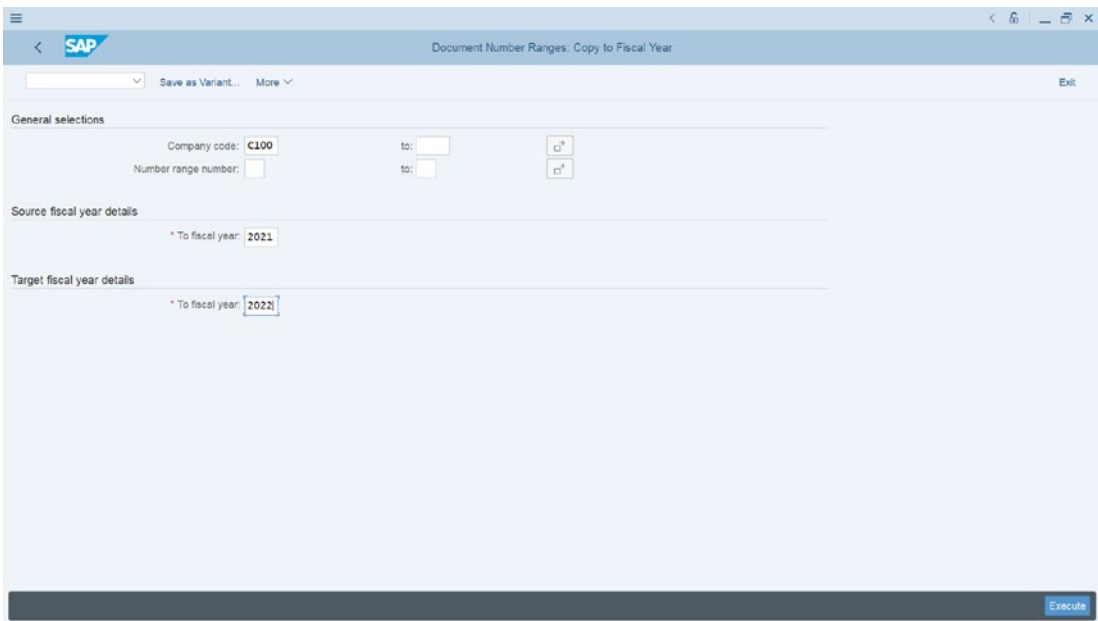 SAP
Document Number Ranges: Copy to Fiscal Year
Save as Variant... More Exit
General selections
Company code: C100 to:
Number range number: to:
Source fiscal year details
* To fiscal year: 2021
Target fiscal year details
* To fiscal year: 2022
Execute